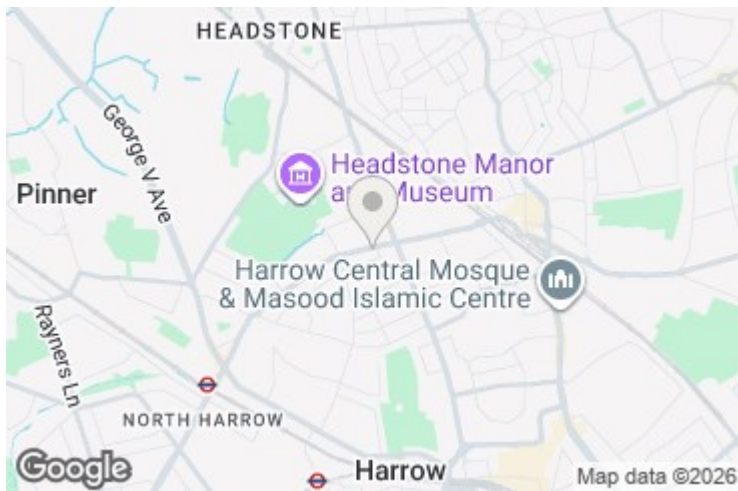 HEADSTONE
George V Ave
Pinner
Headstone Manor
and Museum
Harrow Central Mosque
& Masood Islamic Centre
Rayners Ln
NORTH HARROW
Harrow
Google
Map data ©2026